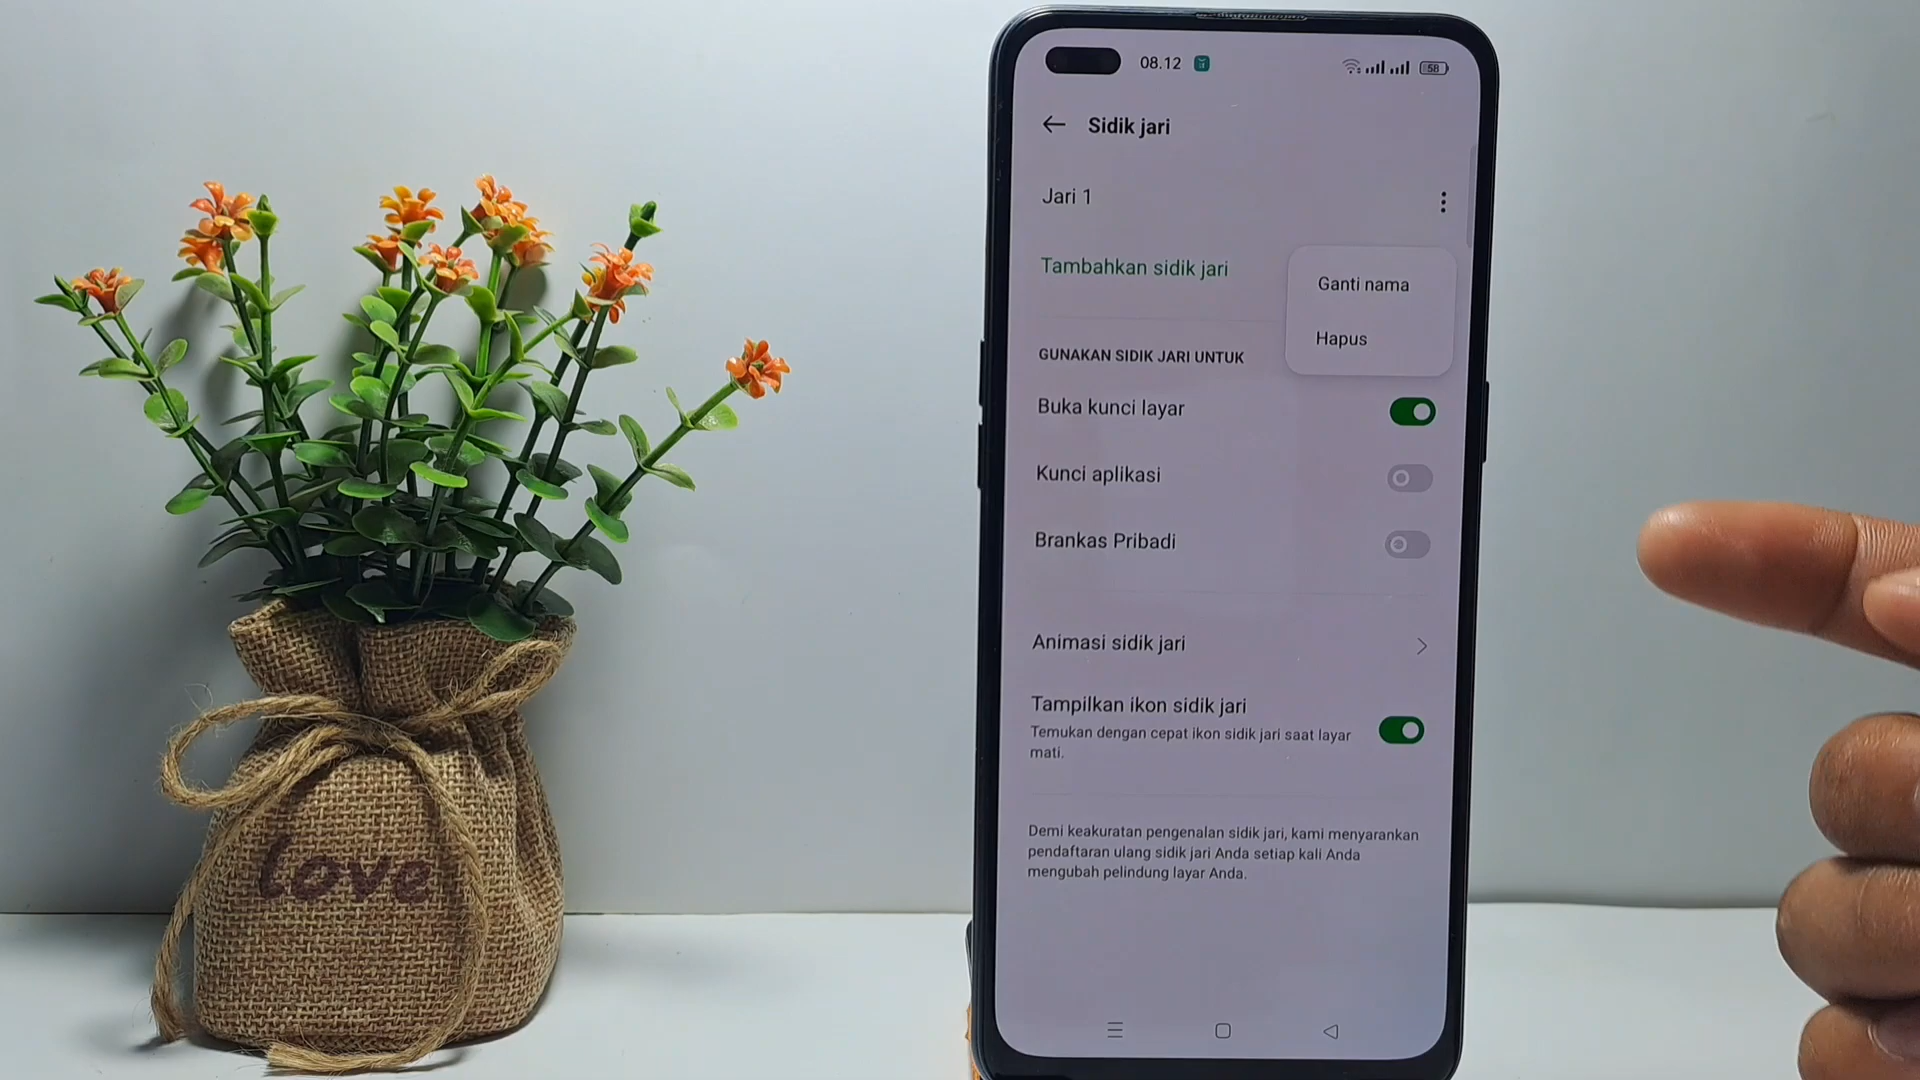 08.12
58
Sidik jari
Jari 1
Tambahkan sidik jari
Ganti nama
Hapus
GUNAKAN SIDIK JARI UNTUK
Buka kunci layar
Kunci aplikasi
Brankas Pribadi
Animasi sidik jari
Tampilkan ikon sidik jari
Temukan dengan cepat ikon sidik jari saat layar
mati.
Demi keakuratan pengenalan sidik jari, kami menyarankan
pendaftaran ulang sidik jari Anda setiap kali Anda
mengubah pelindung layar Anda.
love